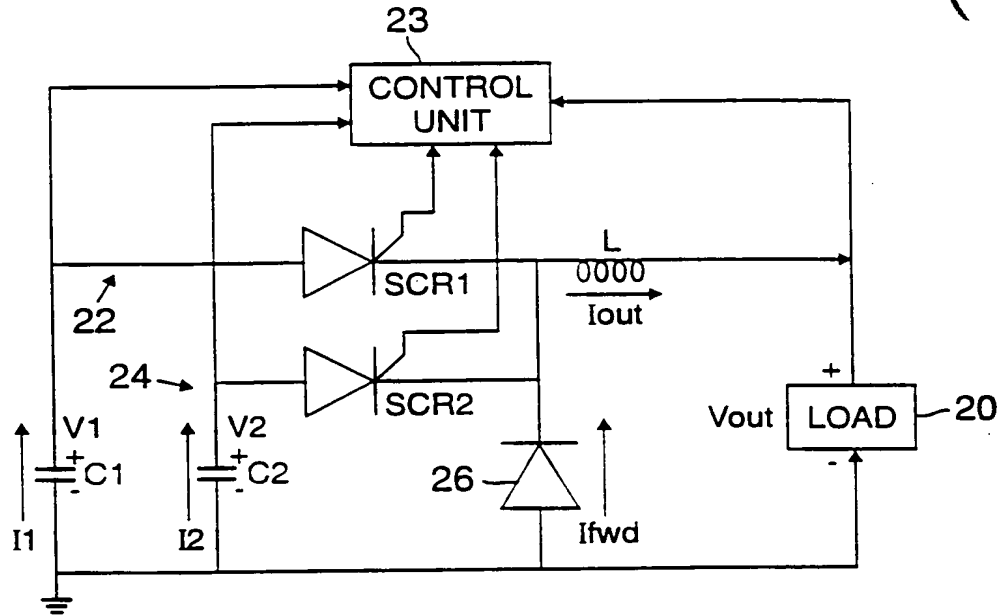 23
CONTROL
UNIT
L
SCR1
Iout
22
24
SCR2
+
Vout
LOAD
20
-
V1
+
C1
-
V2
+
C2
-
26
I1
I2
Ifwd